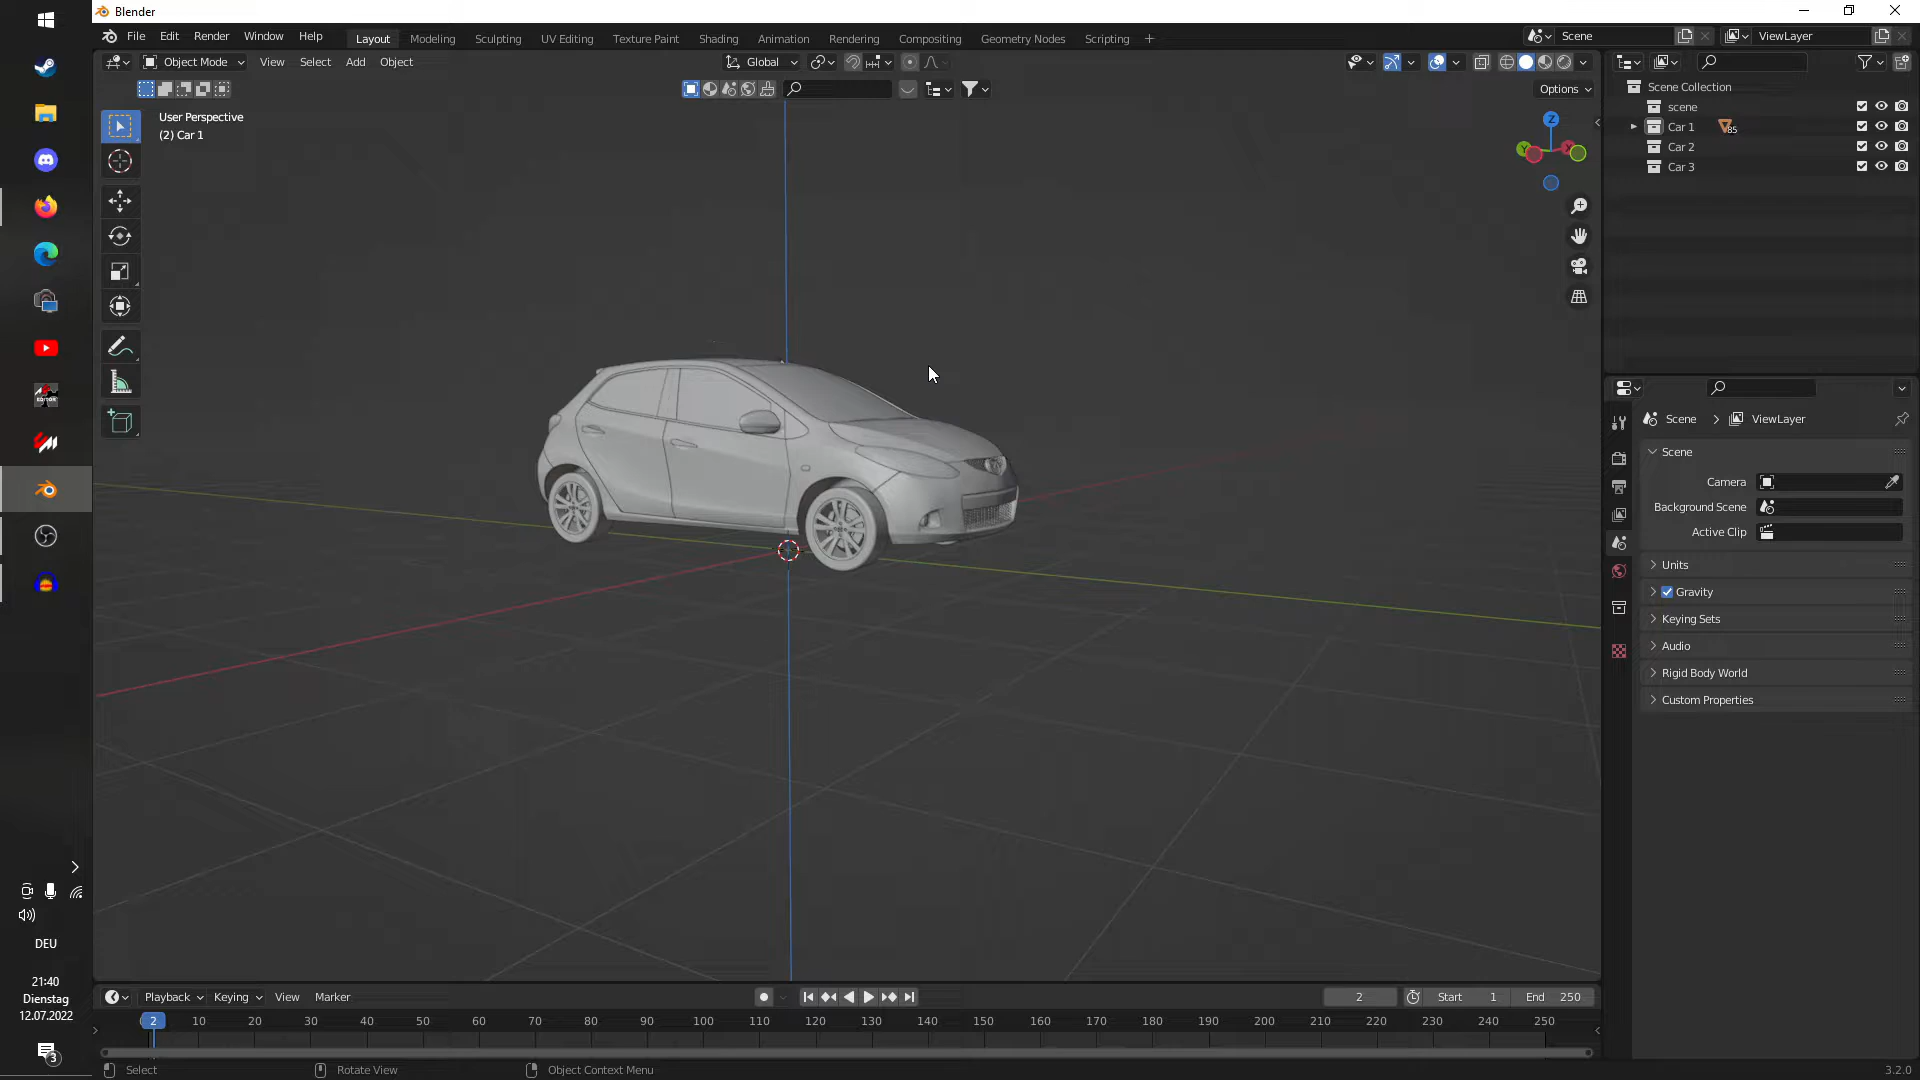 Blender
File Edit Render Window Help
Layout Modeling Sculpting UV Editing Texture Paint Shading Animation Rendering Compositing Geometry Nodes Scripting +
Scene
ViewLayer
Object Mode View Select Add Object
Global
Options
User Perspective
(2) Car 1
Z
Y
X
Scene Collection
scene
Car 1 85
Car 2
Car 3
EDITOR
Scene > ViewLayer
Scene
Camera
Background Scene
Active Clip
Units
Gravity
Keying Sets
Audio
Rigid Body World
Custom Properties
DEU
21:40
Dienstag
12.07.2022
3
Playback Keying View Marker
2 Start 1 End 250
2 10 20 30 40 50 60 70 80 90 100 110 120 130 140 150 160 170 180 190 200 210 220 230 240 250
Select Rotate View Object Context Menu 3.2.0